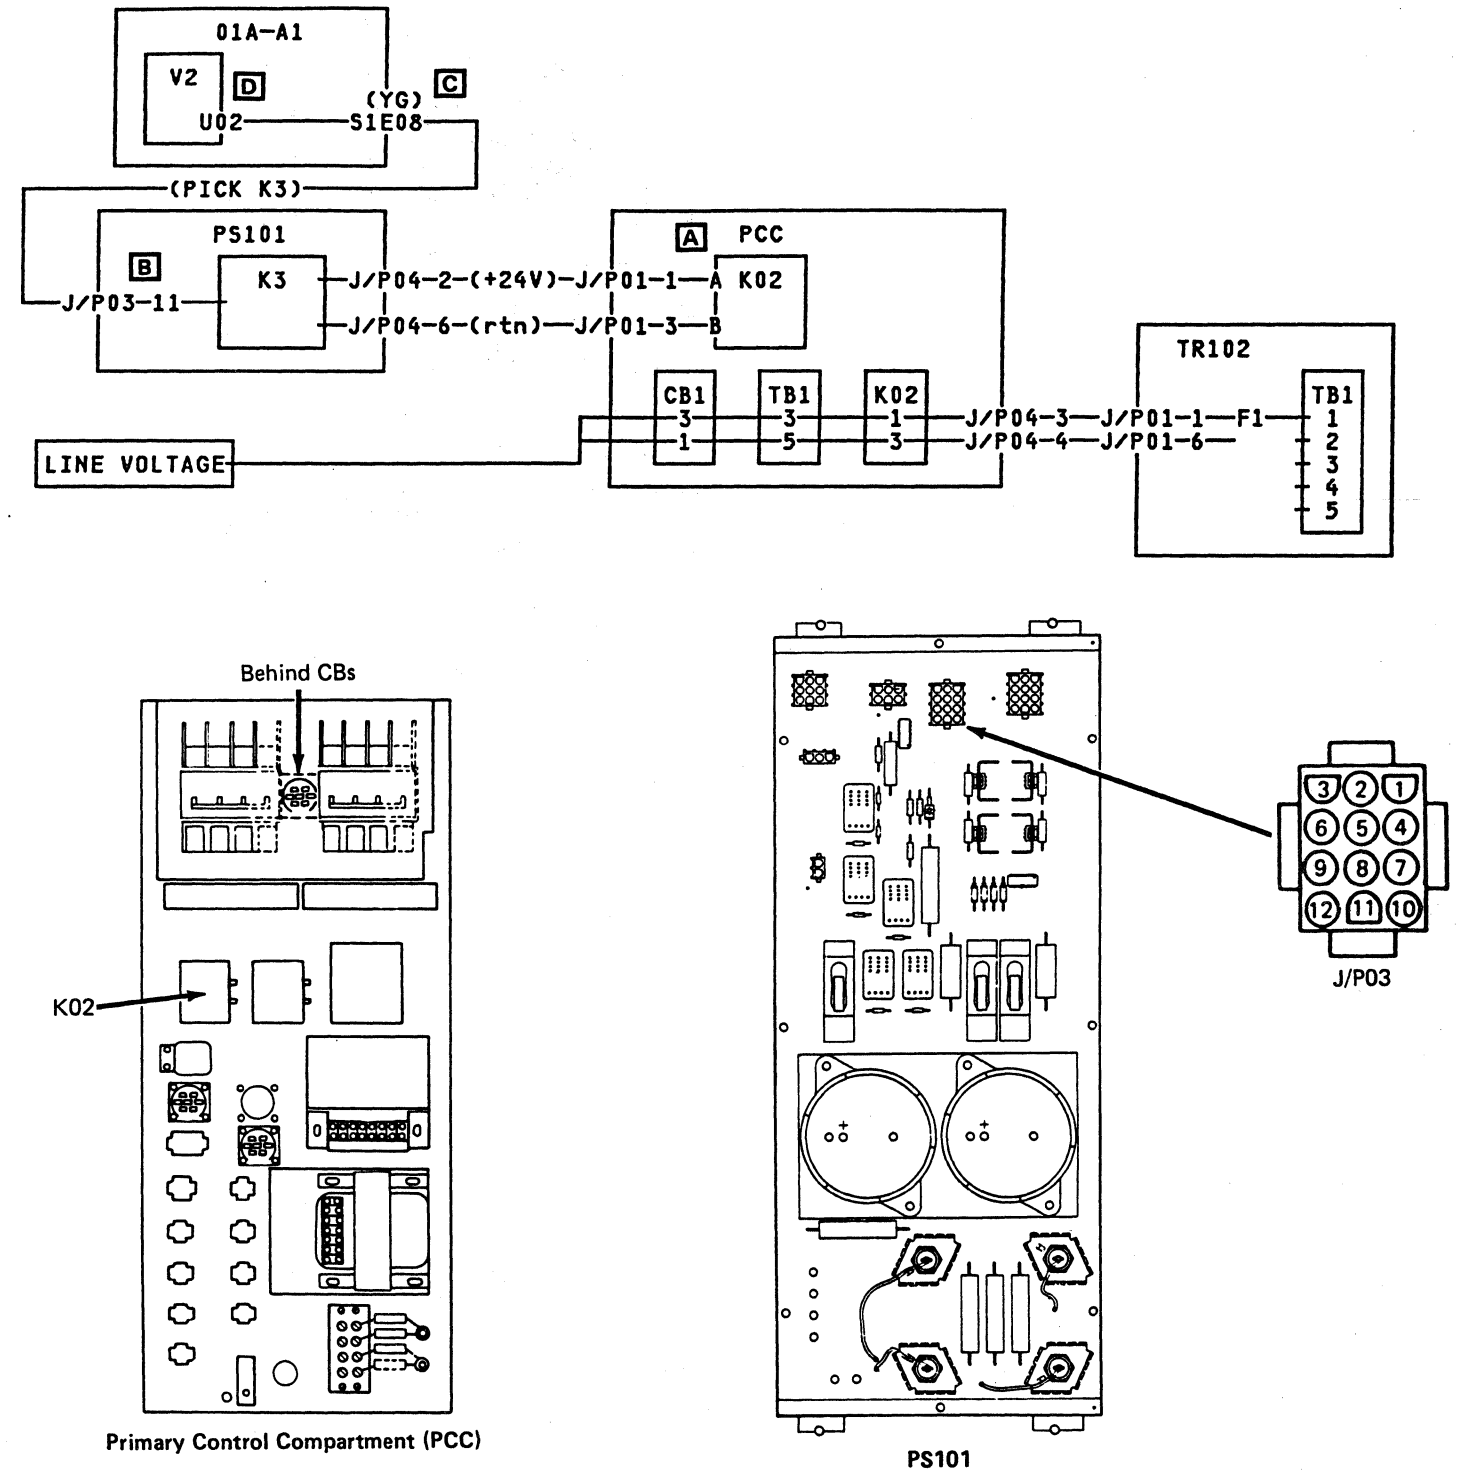 01A-A1
V2
D
C
(YG)
U02
S1E08
(PICK K3)
PS101
A
PCC
B
K3
J/P04-2-(+24V)-J/P01-1
A
K02
J/P03-11
J/P04-6-(rtn)-J/P01-3
B
TR102
CB1
TB1
K02
TB1
3
3
1
J/P04-3
J/P01-1
F1
1
1
5
3
J/P04-4
J/P01-6
2
LINE VOLTAGE
3
4
5
Behind CBs
3 2 1
6 5 4
9 8 7
12 11 10
J/P03
K02
+
+
Primary Control Compartment (PCC)
PS101